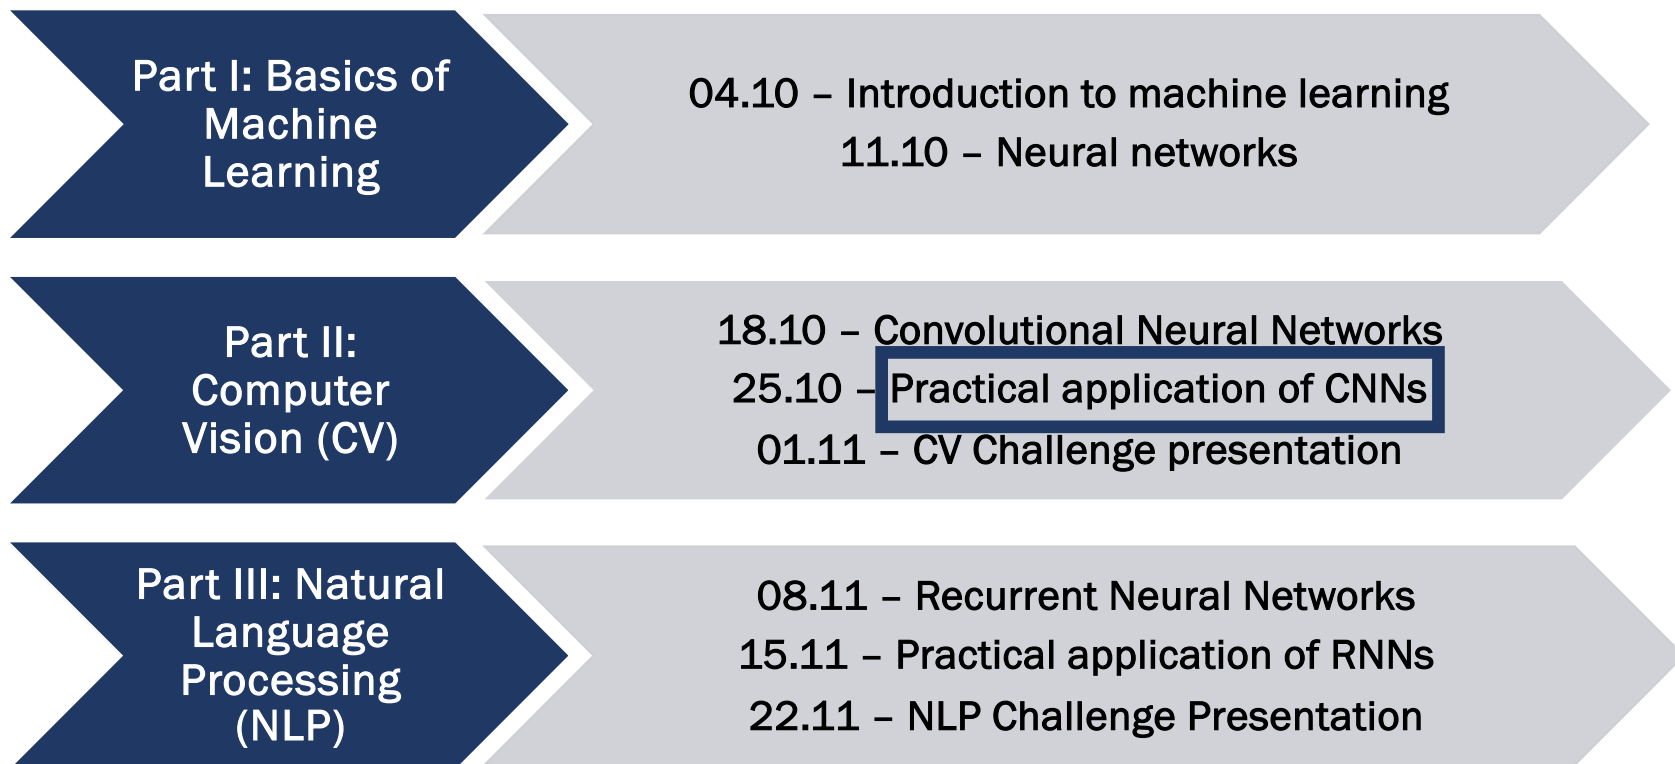 Part I: Basics of
Machine
Learning
04.10 – Introduction to machine learning
11.10 – Neural networks
Part II:
Computer
Vision (CV)
18.10 – Convolutional Neural Networks
25.10 – Practical application of CNNs
01.11 – CV Challenge presentation
Part III: Natural
Language
Processing
(NLP)
08.11 – Recurrent Neural Networks
15.11 – Practical application of RNNs
22.11 – NLP Challenge Presentation